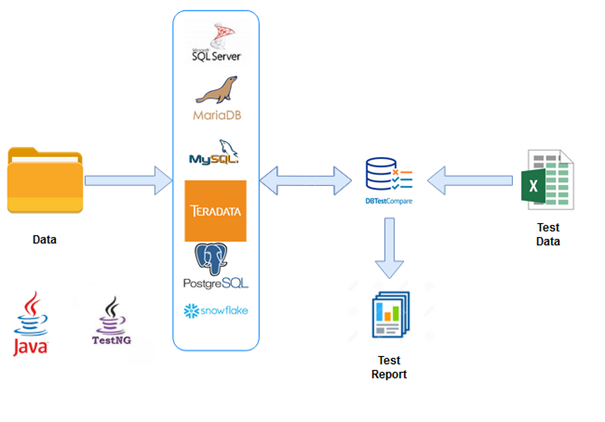 Microsoft
SQL Server
MariaDB
MySQL
TERADATA
PostgreSQL
snowflake
Data
DBTestCompare
X
Test
Data
Test
Report
Java
TestNG